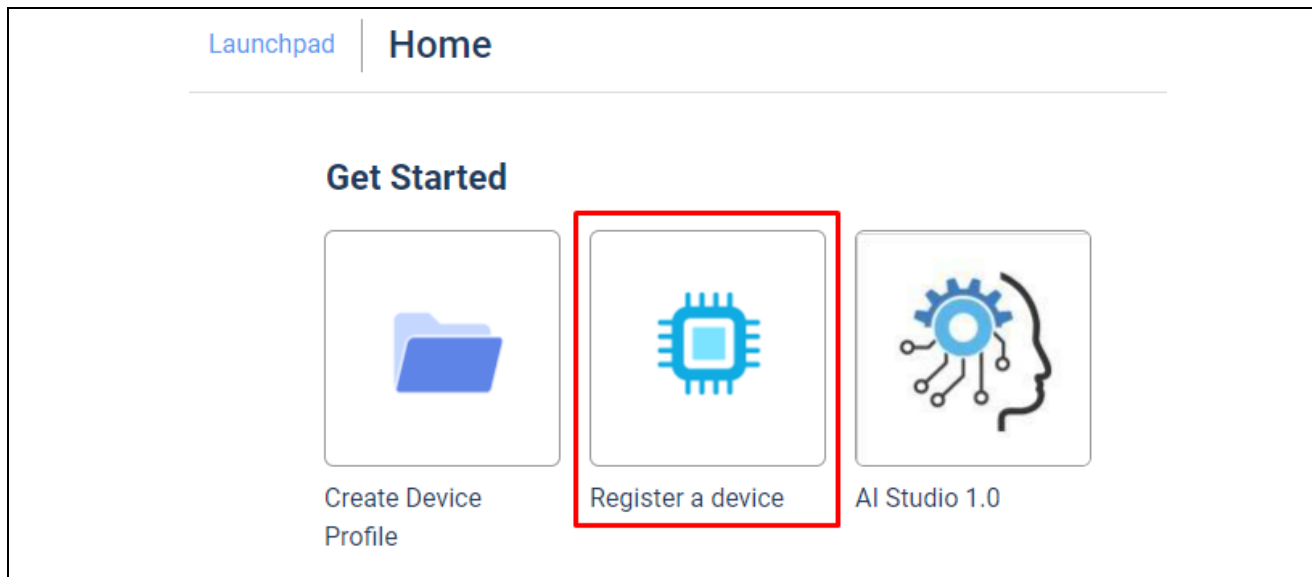 Launchpad
Home
Get Started
Create Device
Profile
Register a device
AI Studio 1.0